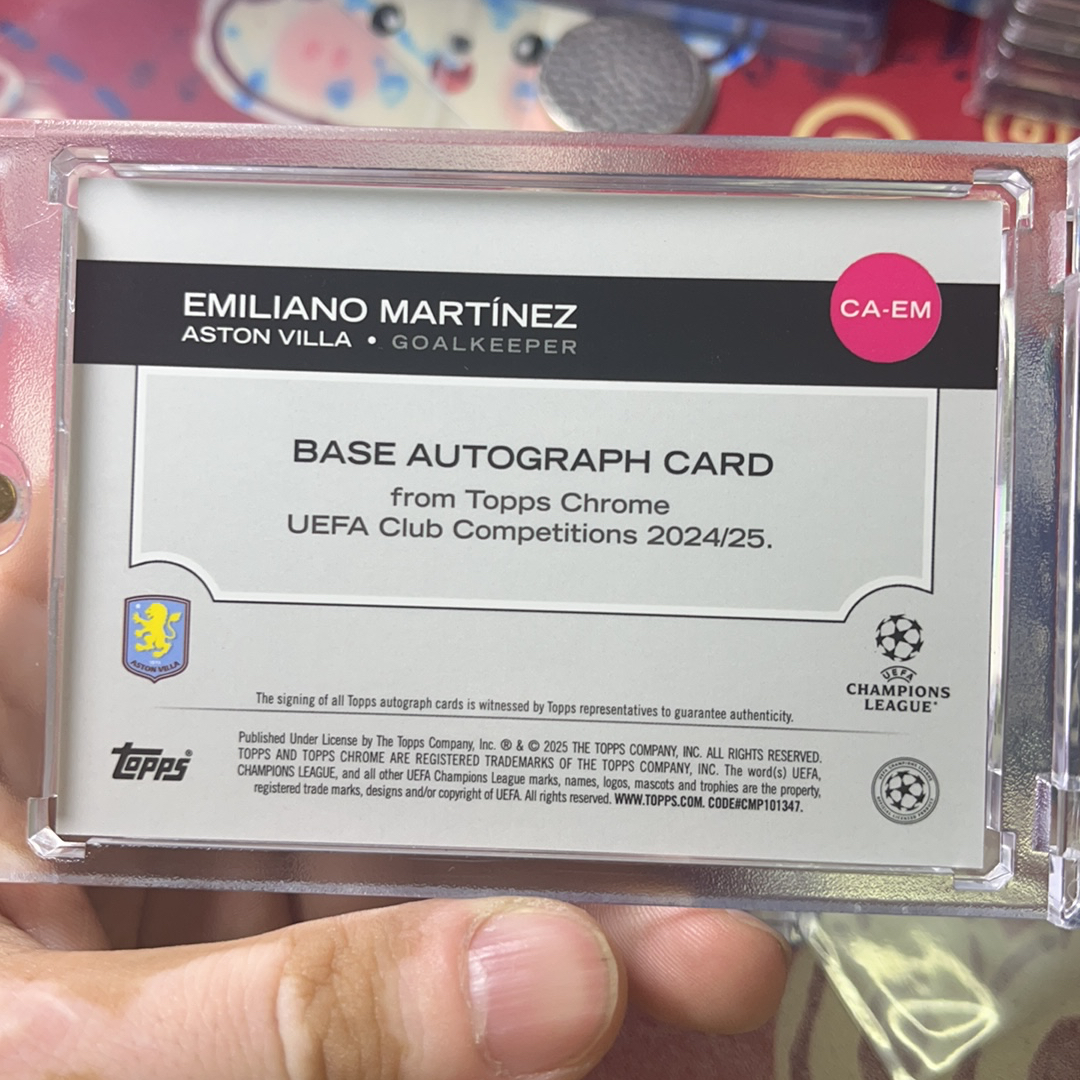 EMILIANO MARTÍNEZ
ASTON VILLA • GOALKEEPER
CA-EM
BASE AUTOGRAPH CARD
from Topps Chrome
UEFA Club Competitions 2024/25.
ASTON VILLA
UEFA
CHAMPIONS
LEAGUE
The signing of all Topps autograph cards is witnessed by Topps representatives to guarantee authenticity.
topps®
Published Under License by The Topps Company, Inc. ® & © 2025 THE TOPPS COMPANY, INC. ALL RIGHTS RESERVED.
TOPPS AND TOPPS CHROME ARE REGISTERED TRADEMARKS OF THE TOPPS COMPANY, INC. The word(s) UEFA,
CHAMPIONS LEAGUE, and all other UEFA Champions League marks, names, logos, mascots and trophies are the property,
registered trade marks, designs and/or copyright of UEFA. All rights reserved. WWW.TOPPS.COM. CODE#CMP101347.